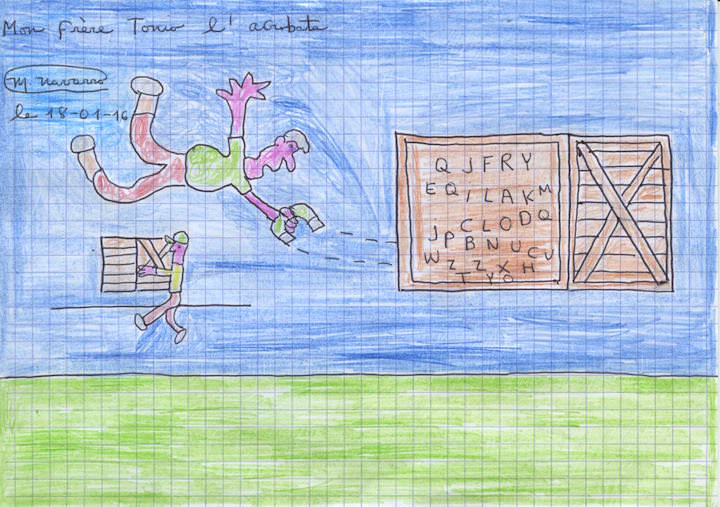 Mon frère Tonio l'acrobate
M. Navarro
le 18-01-16
Q J F R Y
E Q I L A K M
J P C L O D Q
B N U
W Z Z X H C U
T Y O